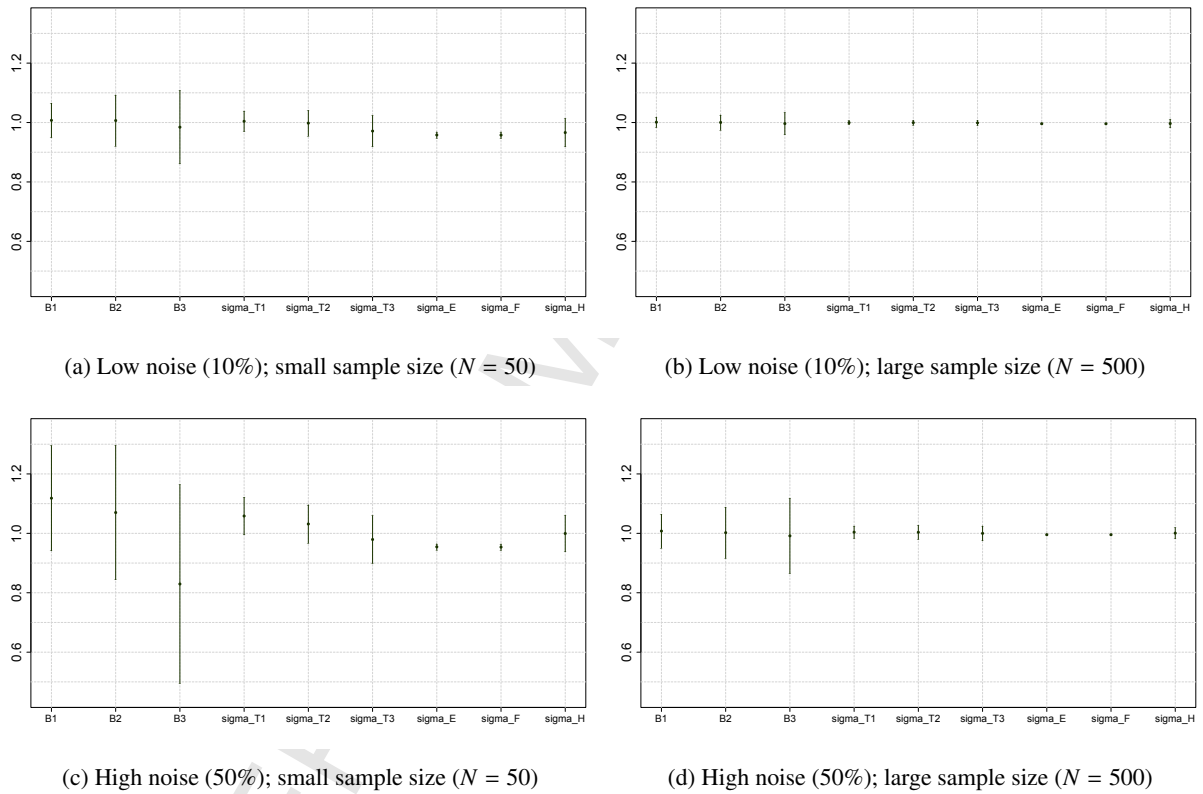 1.2
1.0
0.8
0.6
B1 B2 B3 sigma_T1 sigma_T2 sigma_T3 sigma_E sigma_F sigma_H
(a) Low noise (10%); small sample size (N = 50)
1.2
1.0
0.8
0.6
B1 B2 B3 sigma_T1 sigma_T2 sigma_T3 sigma_E sigma_F sigma_H
(b) Low noise (10%); large sample size (N = 500)
1.2
1.0
0.8
0.6
B1 B2 B3 sigma_T1 sigma_T2 sigma_T3 sigma_E sigma_F sigma_H
(c) High noise (50%); small sample size (N = 50)
1.2
1.0
0.8
0.6
B1 B2 B3 sigma_T1 sigma_T2 sigma_T3 sigma_E sigma_F sigma_H
(d) High noise (50%); large sample size (N = 500)